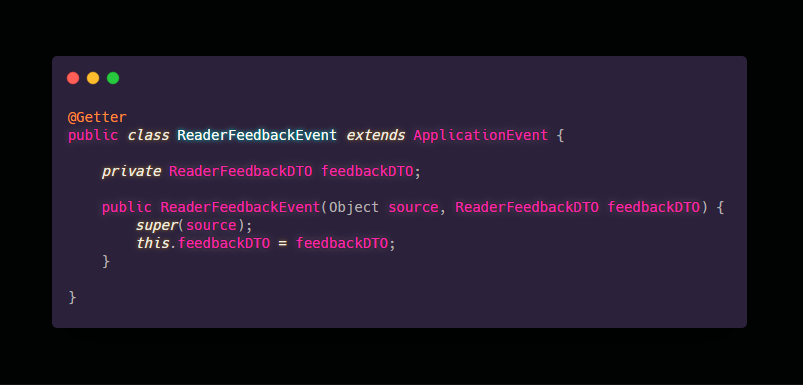 @Getter
public class ReaderFeedbackEvent extends ApplicationEvent {
private ReaderFeedbackDTO feedbackDTO;
public ReaderFeedbackEvent(Object source, ReaderFeedbackDTO feedbackDTO) {
super(source);
this.feedbackDTO = feedbackDTO;
}
}